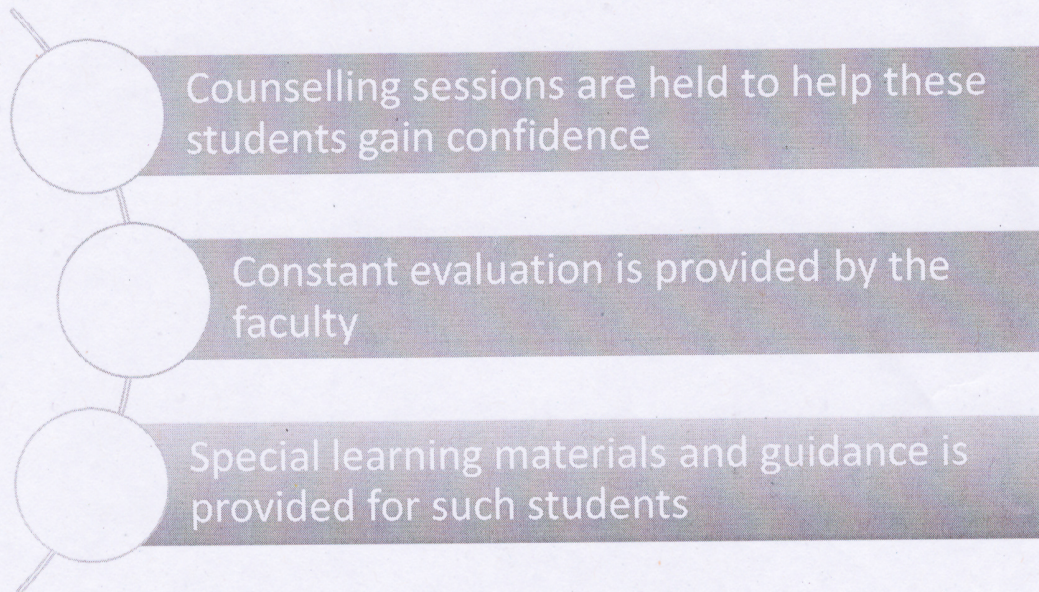 Counselling sessions are held to help these
students gain confidence
Constant evaluation is provided by the
faculty
Special learning materials and guidance is
provided for such students